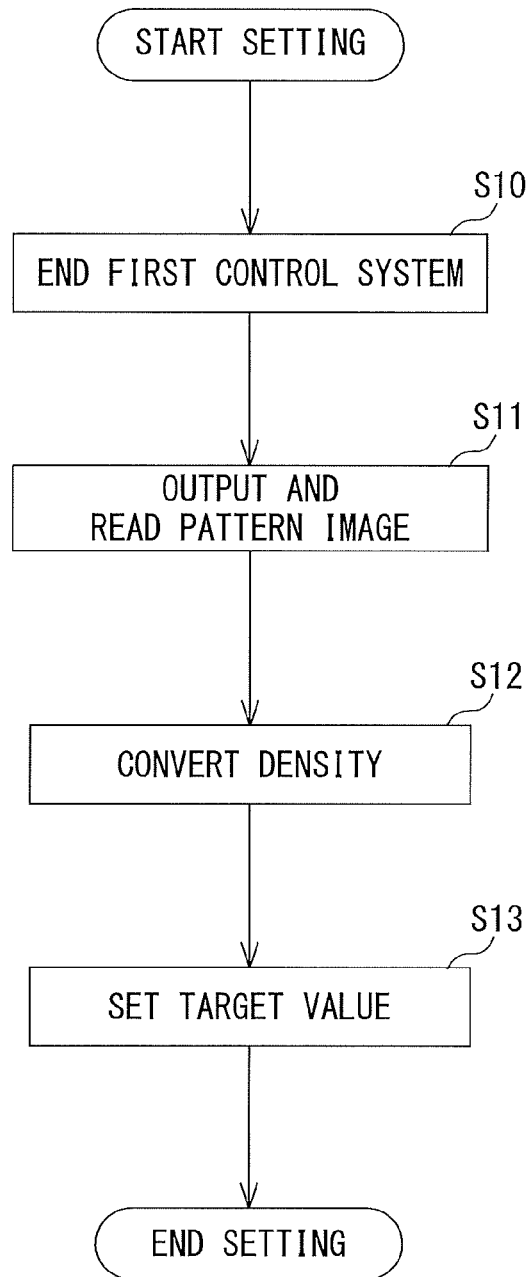 START SETTING
S10
END FIRST CONTROL SYSTEM
S11
OUTPUT AND
READ PATTERN IMAGE
S12
CONVERT DENSITY
S13
SET TARGET VALUE
END SETTING